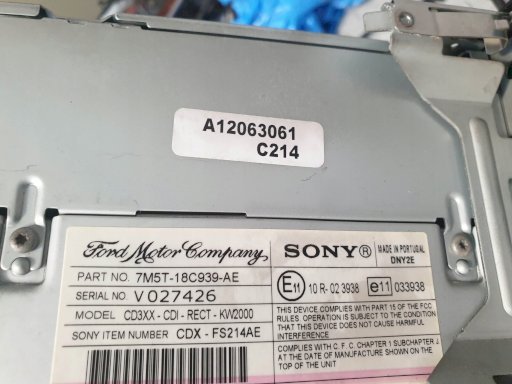 A12063061
C214
Ford Motor Company
PART NO. 7M5T-18C939-AE
SERIAL NO. V 027426
MODEL CD3XX - CDI - RECT - KW2000
SONY ITEM NUMBER CDX - FS214AE
SONY®
MADE IN PORTUGAL
DNY2E
E11 10 R- 02 3938 e11 033938
THIS DEVICE COMPLIES WITH PART 15 OF THE FCC
RULES. OPERATION IS SUBJECT TO THE CONDITION
THAT THIS DEVICE DOES NOT CAUSE HARMFUL
INTERFERENCE
COMPLIES WITH C. F. C. CHAPTER 1 SUBCHAPTER J
AT THE DATE OF MANUFACTURE SHOWN ON THE
TOP OF THE UNIT